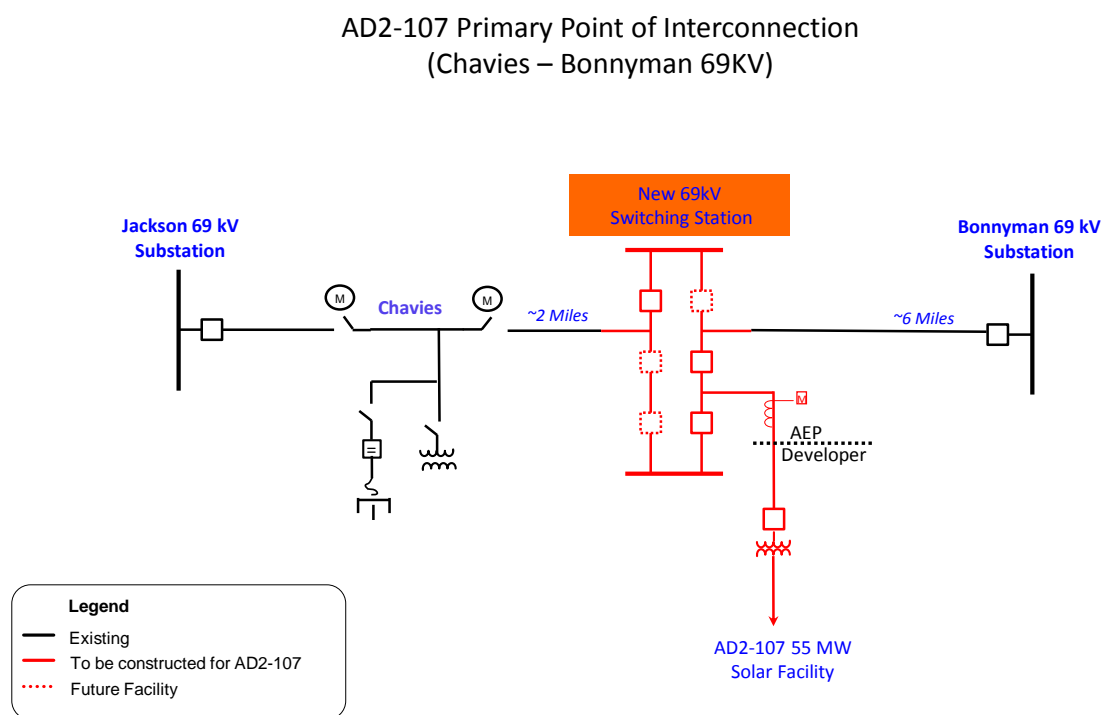 AD2-107 Primary Point of Interconnection
(Chavies – Bonnyman 69KV)
New 69kV
Switching Station
Jackson 69 kV
Substation
Bonnyman 69 kV
Substation
M
Chavies
M
~2 Miles
~6 Miles
M
AEP
Developer
AD2-107 55 MW
Solar Facility
Legend
Existing
To be constructed for AD2-107
Future Facility